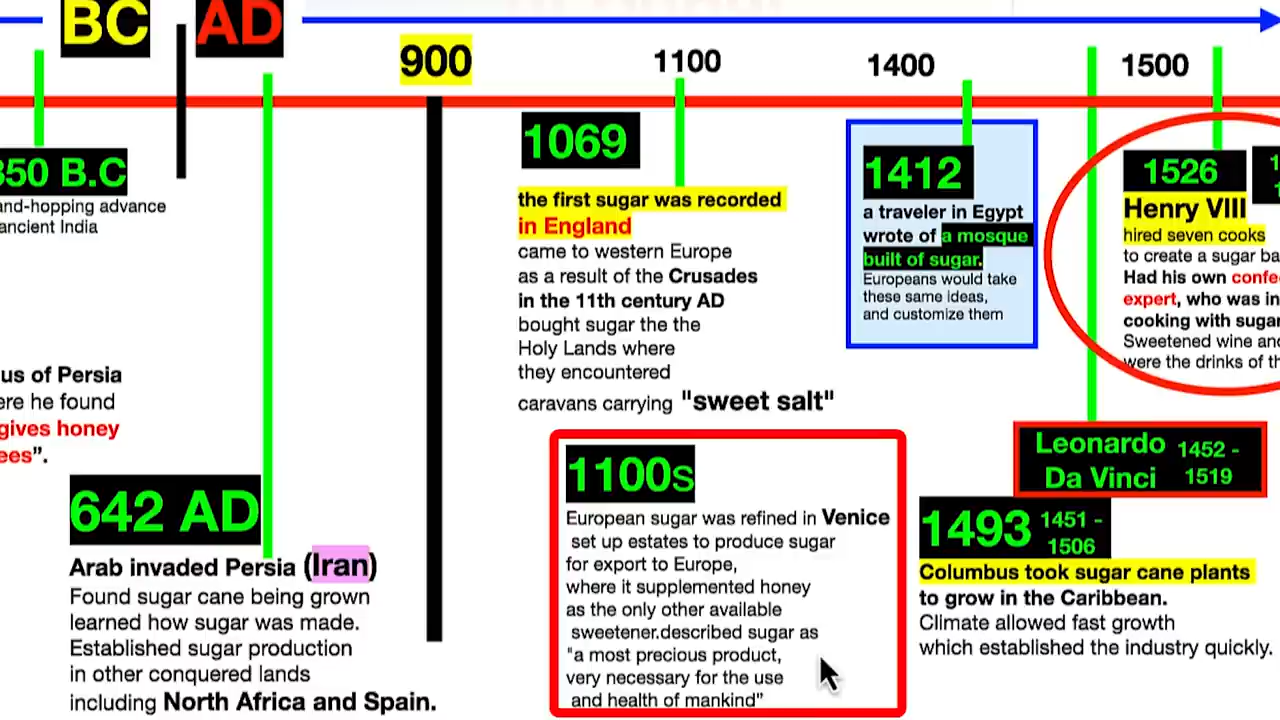 BC AD
900
1100
1400
1500
350 B.C
and-hopping advance
ancient India
us of Persia
ere he found
gives honey
ees”.
642 AD
Arab invaded Persia (Iran)
Found sugar cane being grown
learned how sugar was made.
Established sugar production
in other conquered lands
including North Africa and Spain.
1069
the first sugar was recorded
in England
came to western Europe
as a result of the Crusades
in the 11th century AD
bought sugar the the
Holy Lands where
they encountered
caravans carrying "sweet salt"
1100s
European sugar was refined in Venice
set up estates to produce sugar
for export to Europe,
where it supplemented honey
as the only other available
sweetener.described sugar as
"a most precious product,
very necessary for the use
and health of mankind”
1412
a traveler in Egypt
wrote of a mosque
built of sugar.
Europeans would take
these same ideas,
and customize them
1526
Henry VIII
hired seven cooks
to create a sugar ba
Had his own confe
expert, who was in
cooking with sugar
Sweetened wine and
were the drinks of th
Leonardo 1452 -
Da Vinci 1519
1493 1451 -
1506
Columbus took sugar cane plants
to grow in the Caribbean.
Climate allowed fast growth
which established the industry quickly.